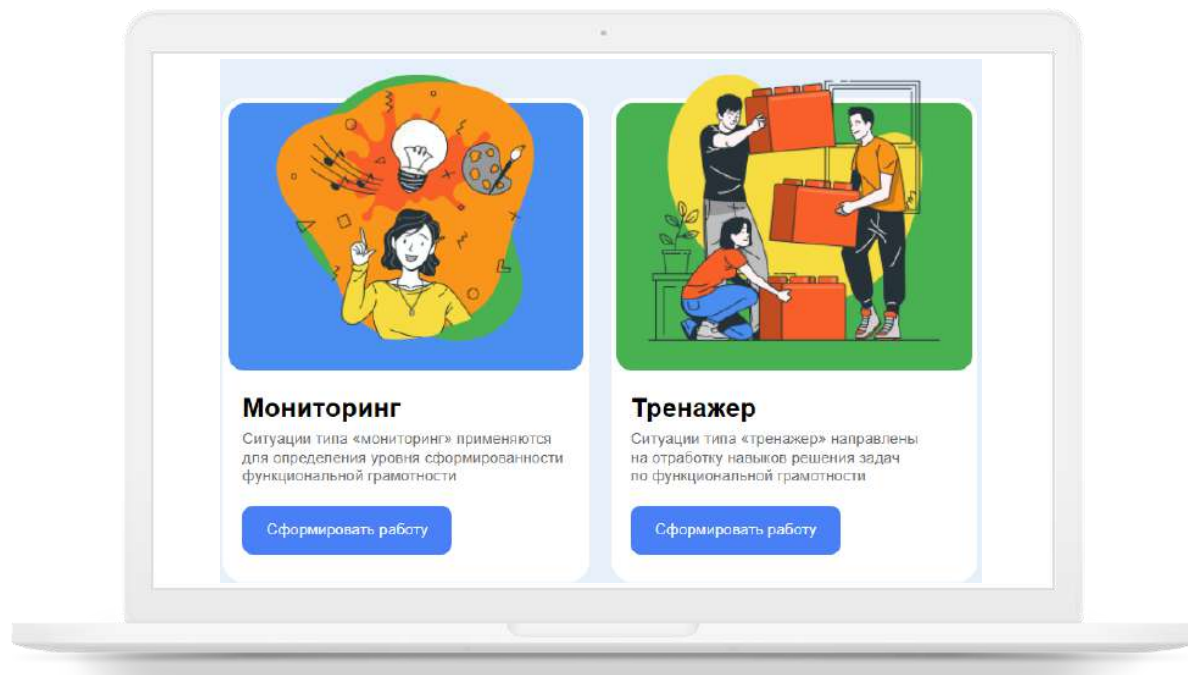 Мониторинг
Ситуации типа «мониторинг» применяются
для определения уровня сформированности
функциональной грамотности
Сформировать работу
Тренажер
Ситуации типа «тренажер» направлены
на отработку навыков решения задач
по функциональной грамотности
Сформировать работу